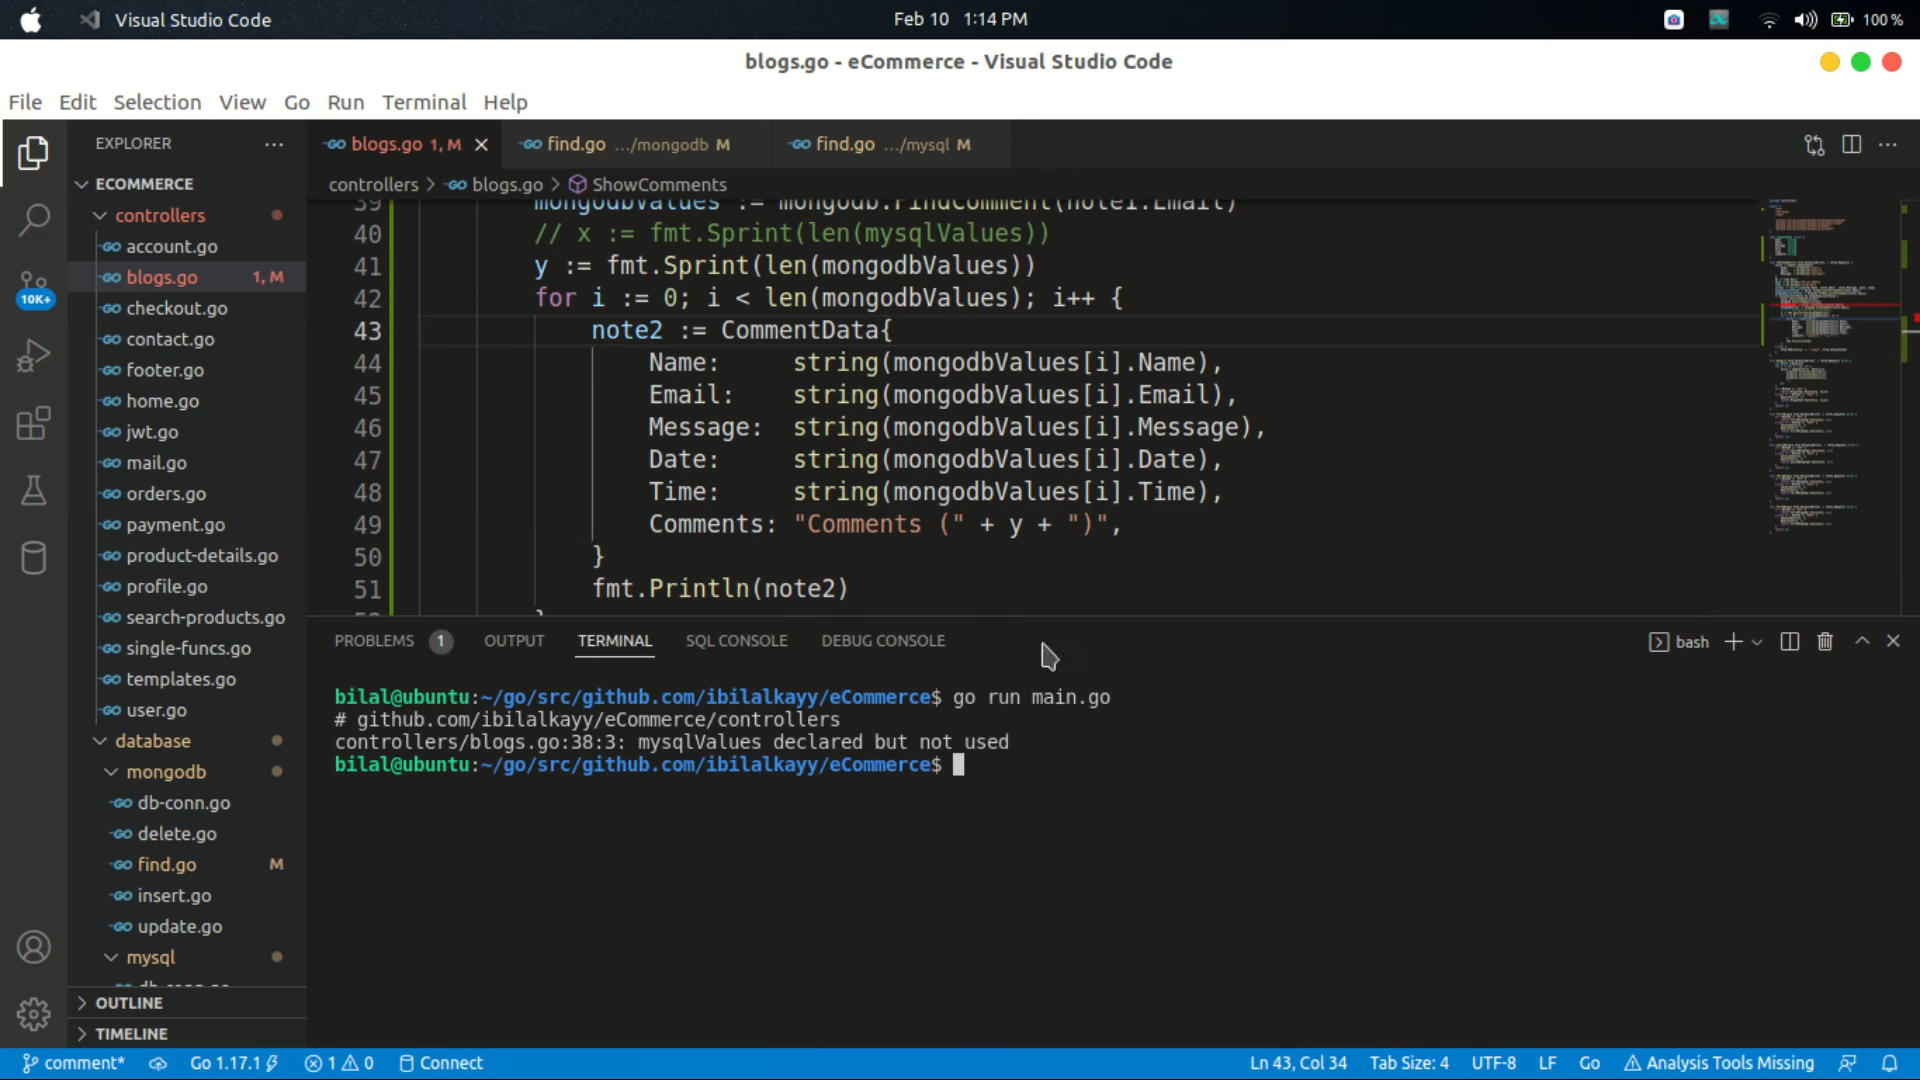 Visual Studio Code
Feb 10 1:14 PM
100 %
blogs.go - eCommerce - Visual Studio Code
File Edit Selection View Go Run Terminal Help
EXPLORER
ECOMMERCE
controllers
account.go
blogs.go 1, M
checkout.go
contact.go
footer.go
home.go
jwt.go
mail.go
orders.go
payment.go
product-details.go
profile.go
search-products.go
single-funcs.go
templates.go
user.go
database
mongodb
db-conn.go
delete.go
find.go M
insert.go
update.go
mysql
db-conn.go
OUTLINE
TIMELINE
10K+
blogs.go 1, M
find.go .../mongodb M
find.go .../mysql M
controllers > blogs.go > ShowComments
39 mongodbValues := mongodb.FindComment(note1.Email)
40 // x := fmt.Sprint(len(mysqlValues))
41 y := fmt.Sprint(len(mongodbValues))
42 for i := 0; i < len(mongodbValues); i++ {
43 note2 := CommentData{
44 Name: string(mongodbValues[i].Name),
45 Email: string(mongodbValues[i].Email),
46 Message: string(mongodbValues[i].Message),
47 Date: string(mongodbValues[i].Date),
48 Time: string(mongodbValues[i].Time),
49 Comments: "Comments (" + y + ")",
50 }
51 fmt.Println(note2)
PROBLEMS 1 OUTPUT TERMINAL SQL CONSOLE DEBUG CONSOLE
bash
bilal@ubuntu:~/go/src/github.com/ibilalkayy/eCommerce$ go run main.go
# github.com/ibilalkayy/eCommerce/controllers
controllers/blogs.go:38:3: mysqlValues declared but not used
bilal@ubuntu:~/go/src/github.com/ibilalkayy/eCommerce$
comment* Go 1.17.1 1 0 Connect
Ln 43, Col 34 Tab Size: 4 UTF-8 LF Go Analysis Tools Missing